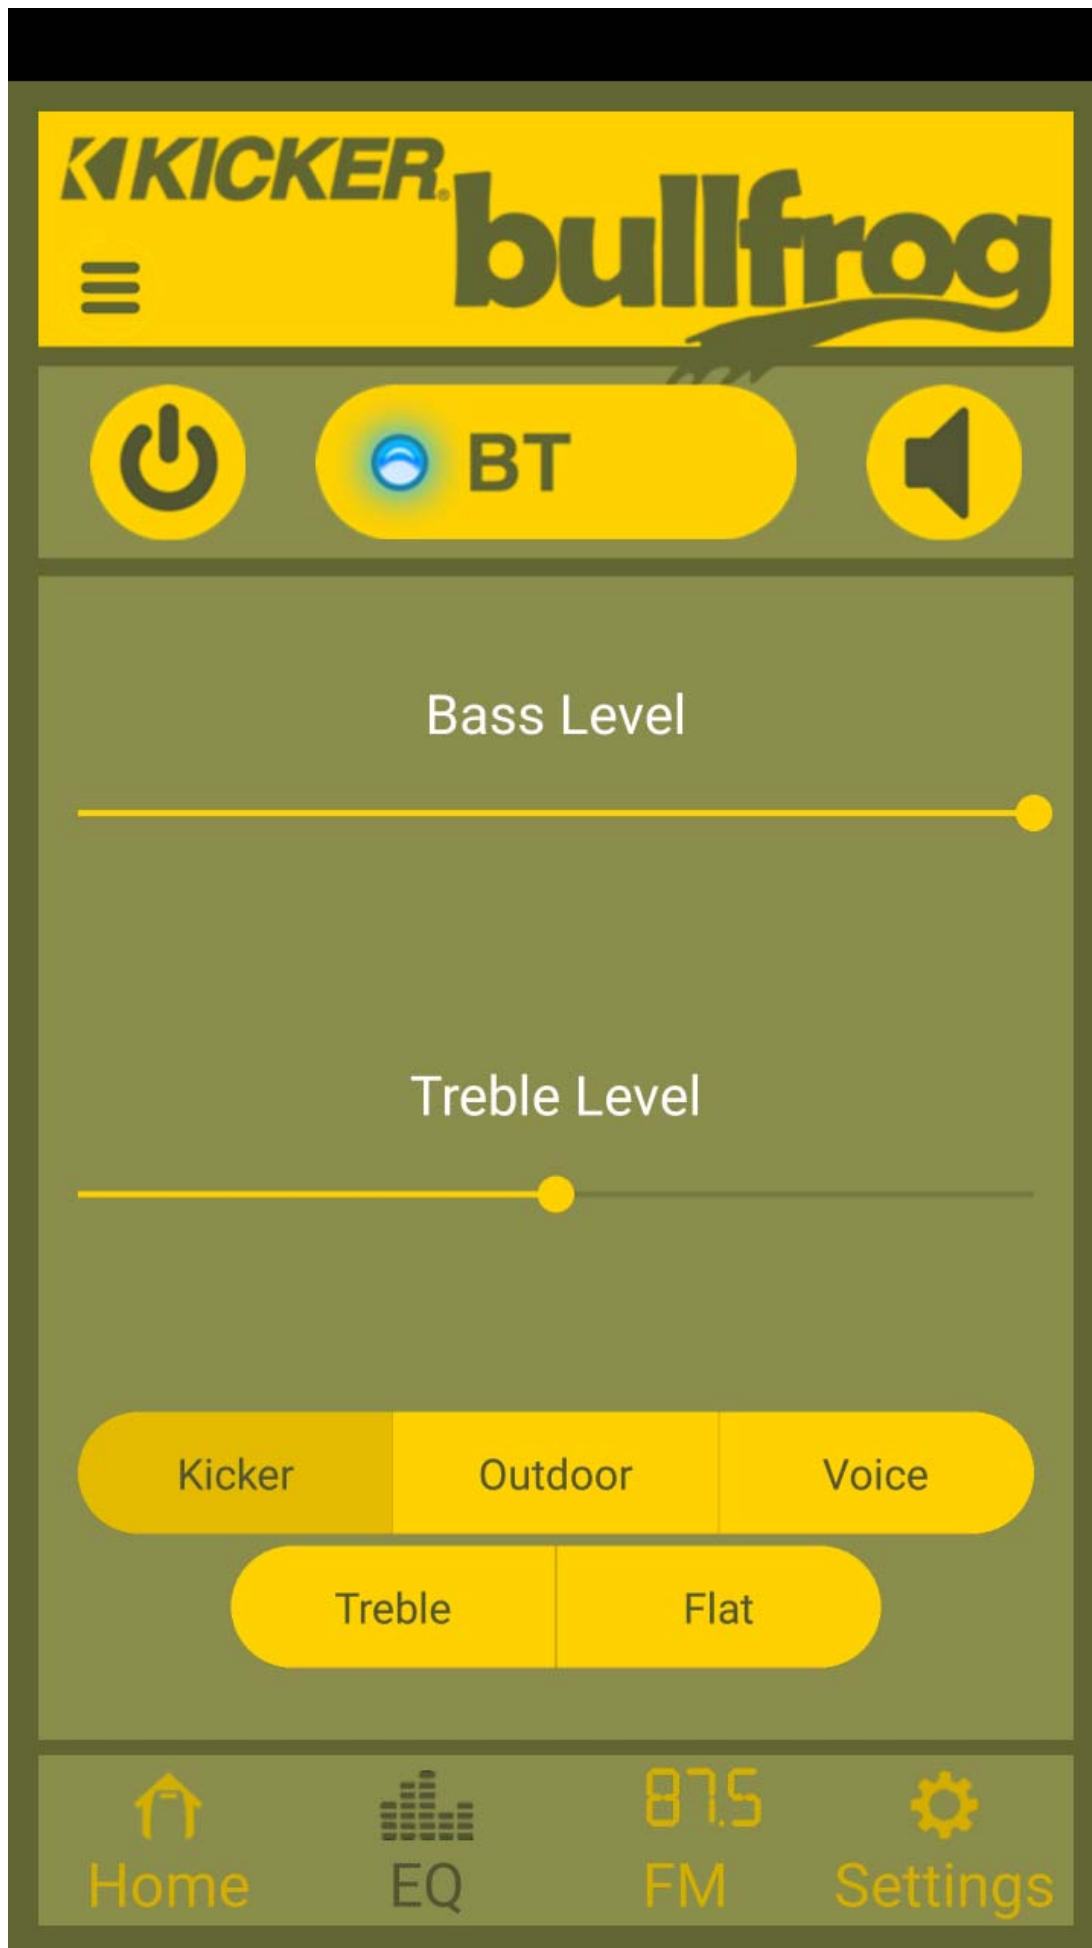 KICKER®
bullfrog
BT
Bass Level
Treble Level
Kicker Outdoor Voice
Treble Flat
87.5
Home EQ FM Settings